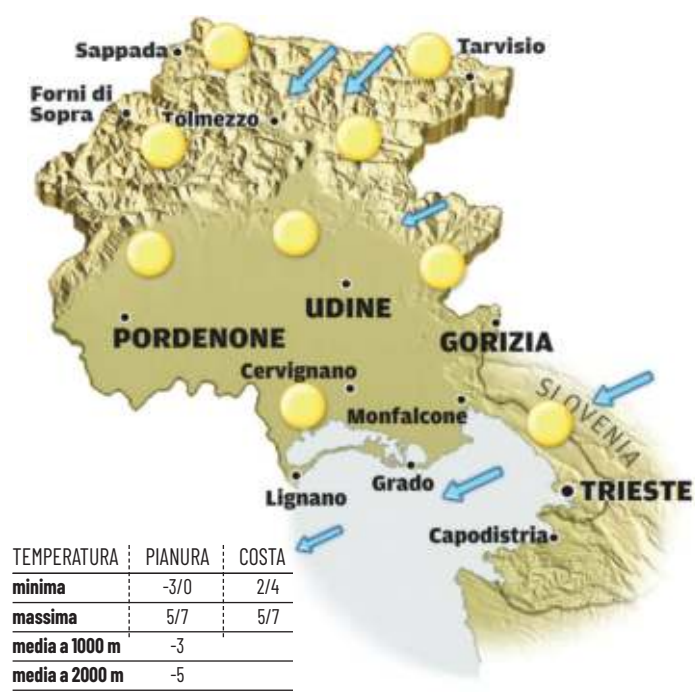 Sappada
Tarvisio
Forni di
Sopra
Tolmezzo
UDINE
PORDENONE
GORIZIA
Cervignano
SLOVENIA
Monfalcone
Grado
Lignano
TRIESTE
Capodistria
TEMPERATURA PIANURA COSTA
minima -3/0 2/4
massima 5/7 5/7
media a 1000 m -3
media a 2000 m -5